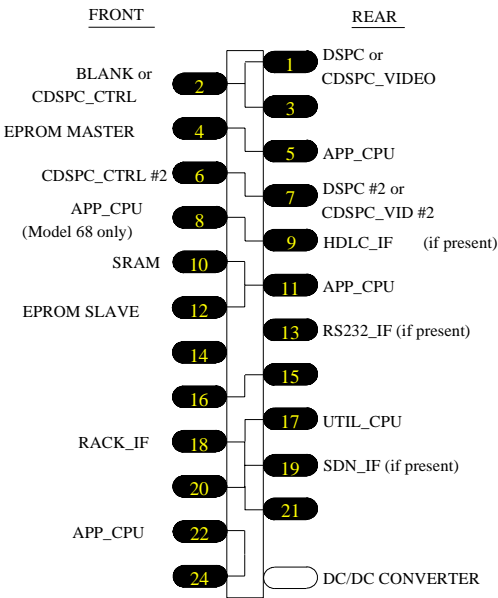 FRONT
REAR
1 DSPC or
CDSPC_VIDEO
BLANK or
CDSPC_CTRL 2
3
EPROM MASTER 4
5 APP_CPU
CDSPC_CTRL #2 6
7 DSPC #2 or
CDSPC_VID #2
APP_CPU
(Model 68 only) 8
9 HDLC_IF (if present)
SRAM 10
11 APP_CPU
EPROM SLAVE 12
13 RS232_IF (if present)
14
15
16
17 UTIL_CPU
RACK_IF 18
19 SDN_IF (if present)
20
21
APP_CPU 22
24
DC/DC CONVERTER